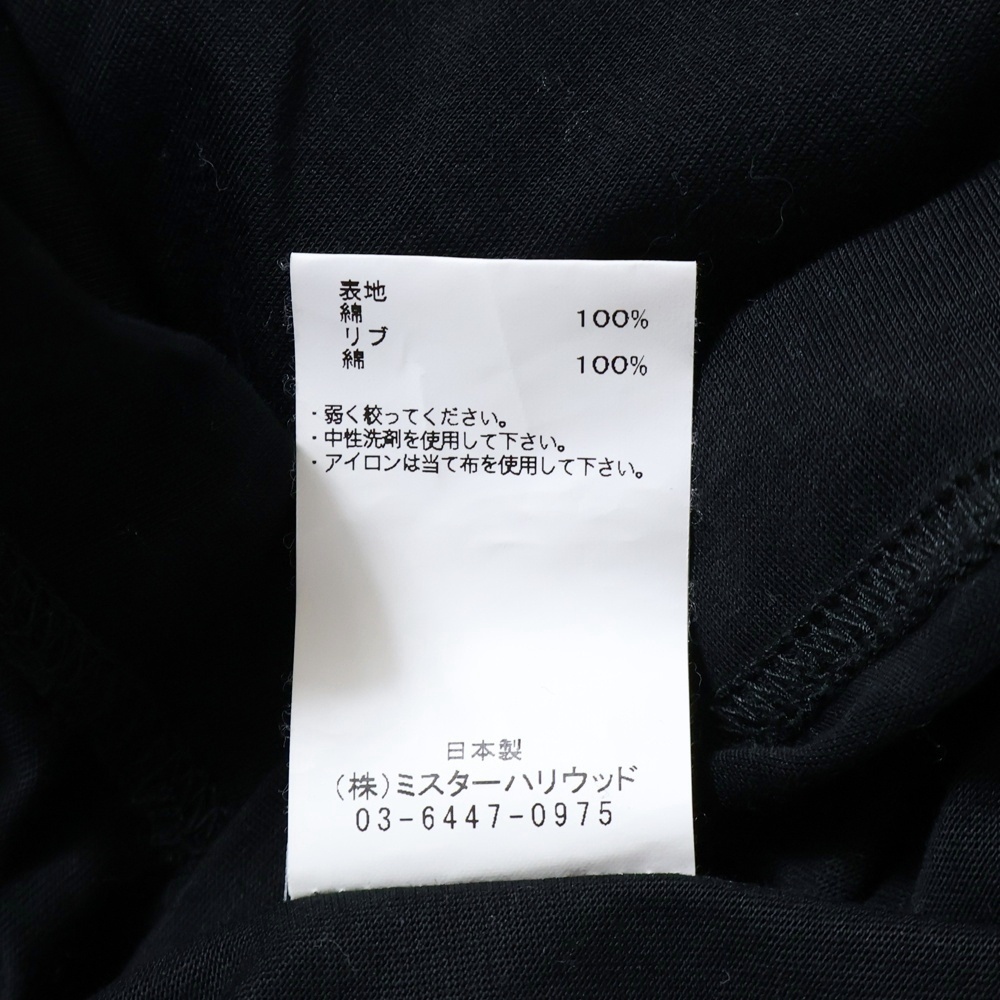 表地
綿 100%
リブ
綿 100%
・弱く絞ってください。
・中性洗剤を使用して下さい。
・アイロンは当て布を使用して下さい。
日本製
(株)ミスターハリウッド
03-6447-0975